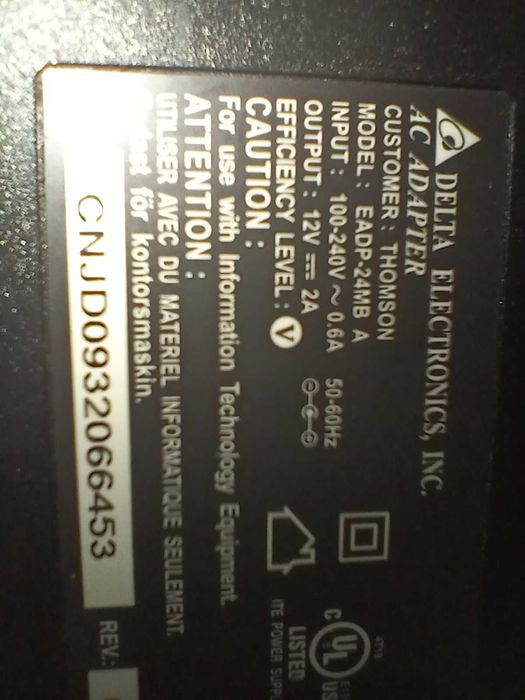 DELTA ELECTRONICS, INC.
AC ADAPTER
CUSTOMER : THOMSON
MODEL : EADP-24MB A
INPUT : 100-240V ~ 0.6A 50-60Hz
OUTPUT : 12V ⎓ 2A
EFFICIENCY LEVEL : V
CAUTION :
For use with Information Technology Equipment.
ATTENTION :
UTILISER AVEC DU MATERIEL INFORMATIQUE SEULEMENT.
för kontorsmaskin.
CNJD0932066453
REV.:
C UL US
LISTED
ITE POWER